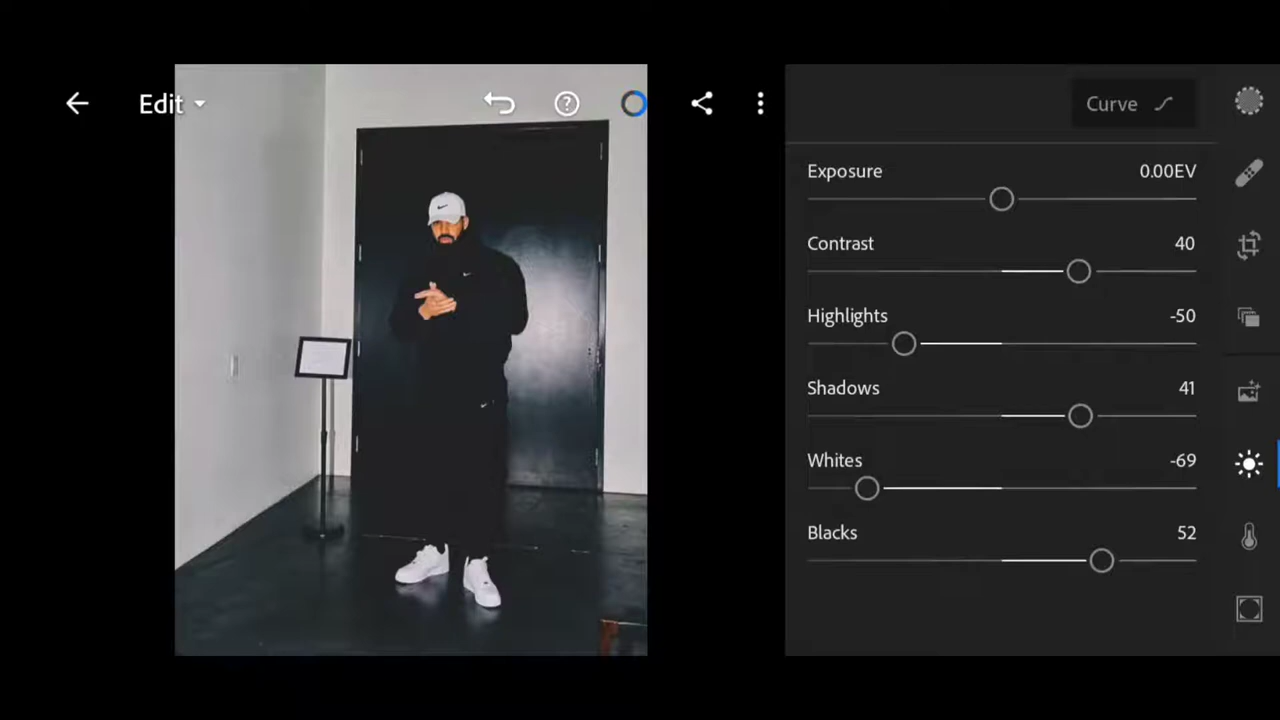 Edit
Curve
Exposure 0.00EV
Contrast 40
Highlights -50
Shadows 41
Whites -69
Blacks 52